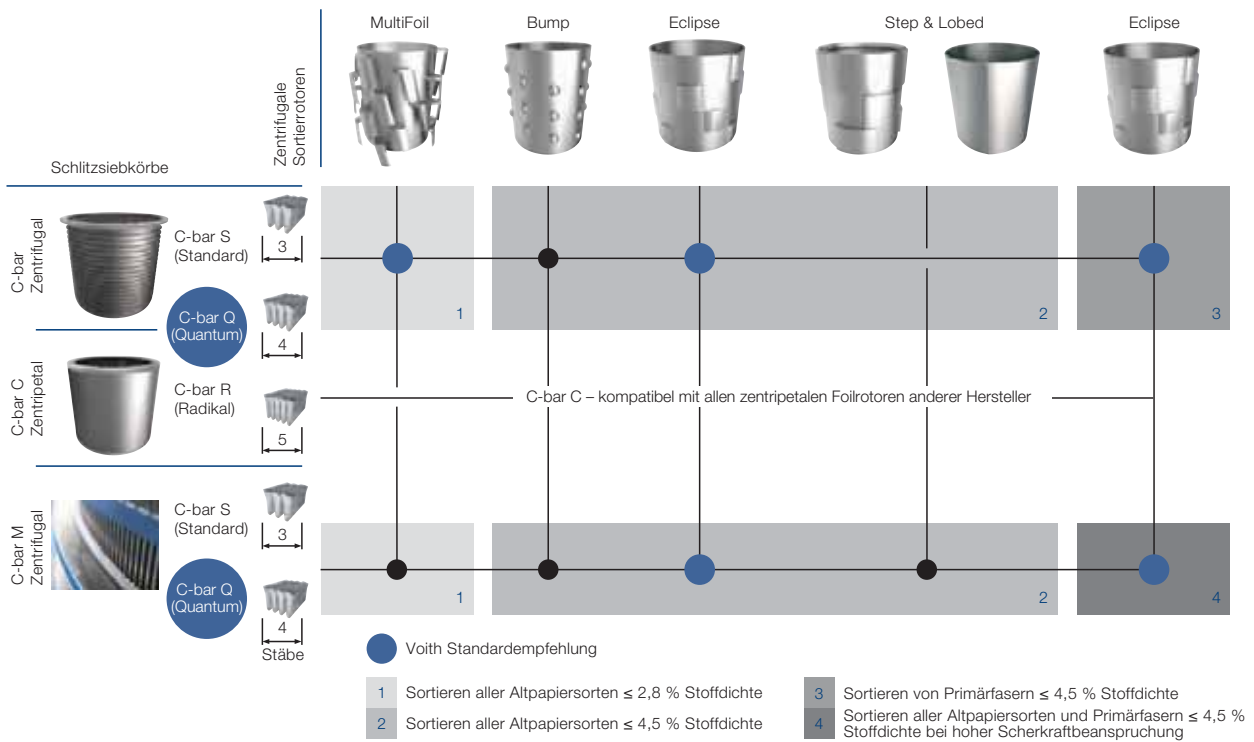 MultiFoil
Bump
Eclipse
Step & Lobed
Eclipse
Zentrifugale
Sortierrotoren
Schlitzsiebkörbe
C-bar
Zentrifugal
C-bar S
(Standard)
3
C-bar Q
(Quantum)
4
1
2
3
C-bar C
Zentripetal
C-bar R
(Radikal)
5
C-bar C – kompatibel mit allen zentripetalen Foilrotoren anderer Hersteller
C-bar M
Zentrifugal
C-bar S
(Standard)
3
C-bar Q
(Quantum)
4
Stäbe
1
2
4
Voith Standardempfehlung
1 Sortieren aller Altpapiersorten ≤ 2,8 % Stoffdichte
2 Sortieren aller Altpapiersorten ≤ 4,5 % Stoffdichte
3 Sortieren von Primärfasern ≤ 4,5 % Stoffdichte
4 Sortieren aller Altpapiersorten und Primärfasern ≤ 4,5 %
Stoffdichte bei hoher Scherkraftbeanspruchung